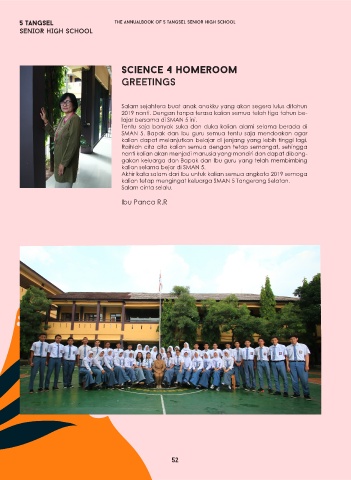 5 TANGSEL
SENIOR HIGH SCHOOL
THE ANNUALBOOK OF 5 TANGSEL SENIOR HIGH SCHOOL
SCIENCE 4 HOMEROOM
GREETINGS
Salam sejahtera buat anak anakku yang akan segera lulus ditahun
2019 nanti. Dengan tanpa terasa kalian semua telah tiga tahun be-
lajar bersama di SMAN 5 ini.
Tentu saja banyak suka dan duka kalian alami selama berada di
SMAN 5. Bapak dan ibu guru semua tentu saja mendoakan agar
kalian dapat melanjutkan belajar di jenjang yang lebih tinggi lagi.
Raihlah cita cita kalian semua dengan tetap semangat, sehingga
nanti kalian akan menjadi manusia yang mandiri dan dapat dibang-
gakan keluarga dan Bapak dan Ibu guru yang telah membimbing
kalian selama bejar di SMAN 5.
Akhir kata salam dari ibu untuk kalian semua angkata 2019 semoga
kalian tetap mengingat keluarga SMAN 5 Tangerang Selatan.
Salam cinta selalu.
Ibu Panca R.R
52